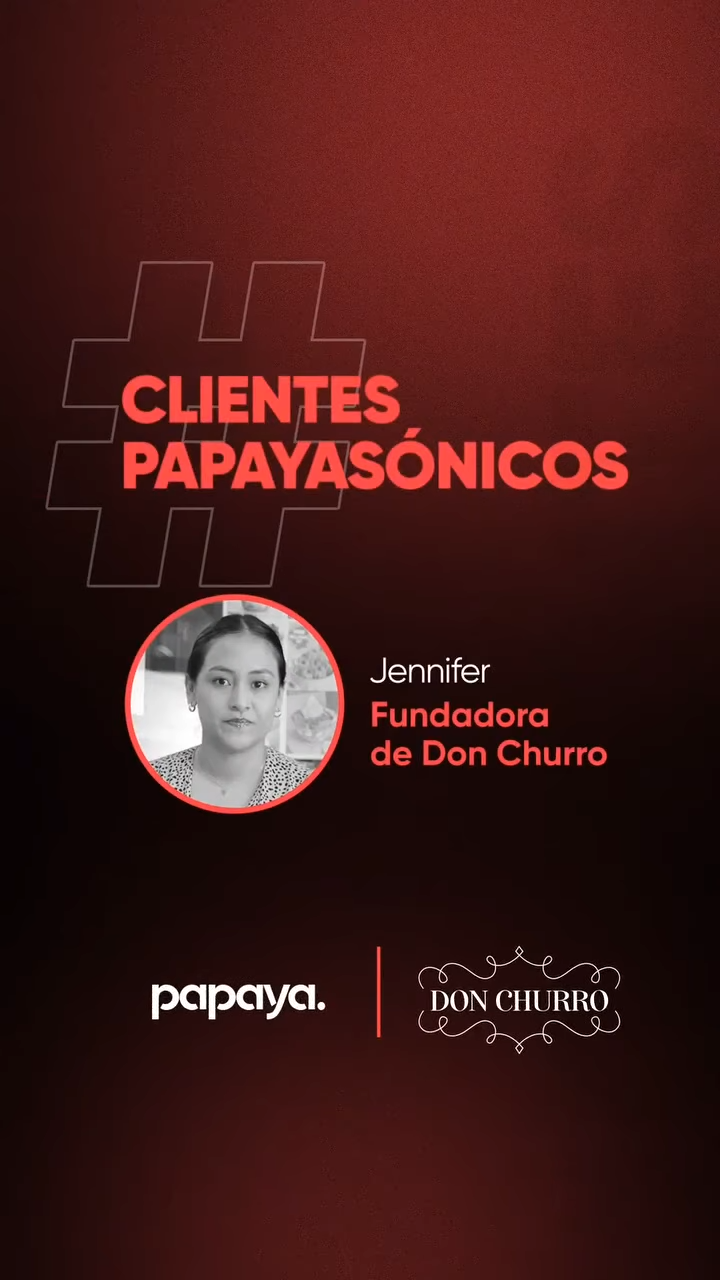 #
CLIENTES
PAPAYASÓNICOS
Jennifer
Fundadora
de Don Churro
papaya.
DON CHURRO